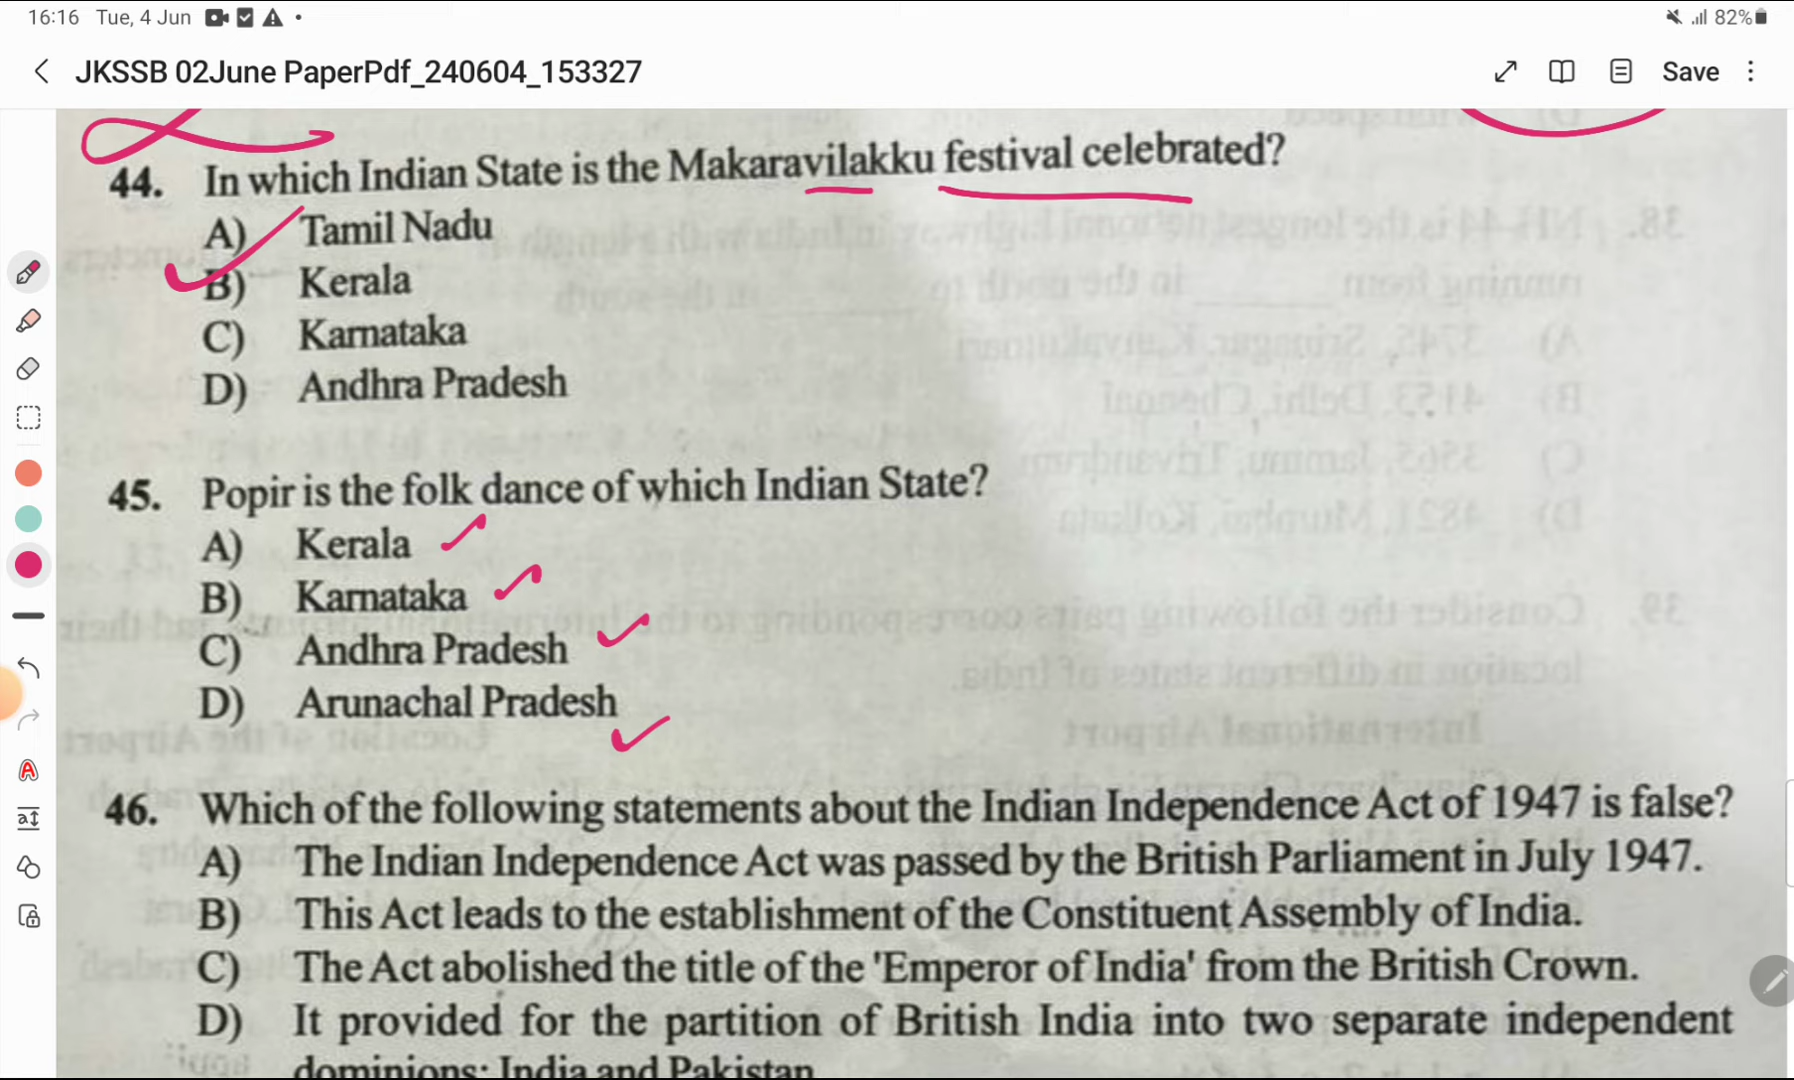 16:16 Tue, 4 Jun
82%
JKSSB 02June PaperPdf_240604_153327
Save
44. In which Indian State is the Makaravilakku festival celebrated?
A) Tamil Nadu
B) Kerala
C) Karnataka
D) Andhra Pradesh
45. Popir is the folk dance of which Indian State?
A) Kerala
B) Karnataka
C) Andhra Pradesh
D) Arunachal Pradesh
46. Which of the following statements about the Indian Independence Act of 1947 is false?
A) The Indian Independence Act was passed by the British Parliament in July 1947.
B) This Act leads to the establishment of the Constituent Assembly of India.
C) The Act abolished the title of the 'Emperor of India' from the British Crown.
D) It provided for the partition of British India into two separate independent
dominions: India and Pakistan